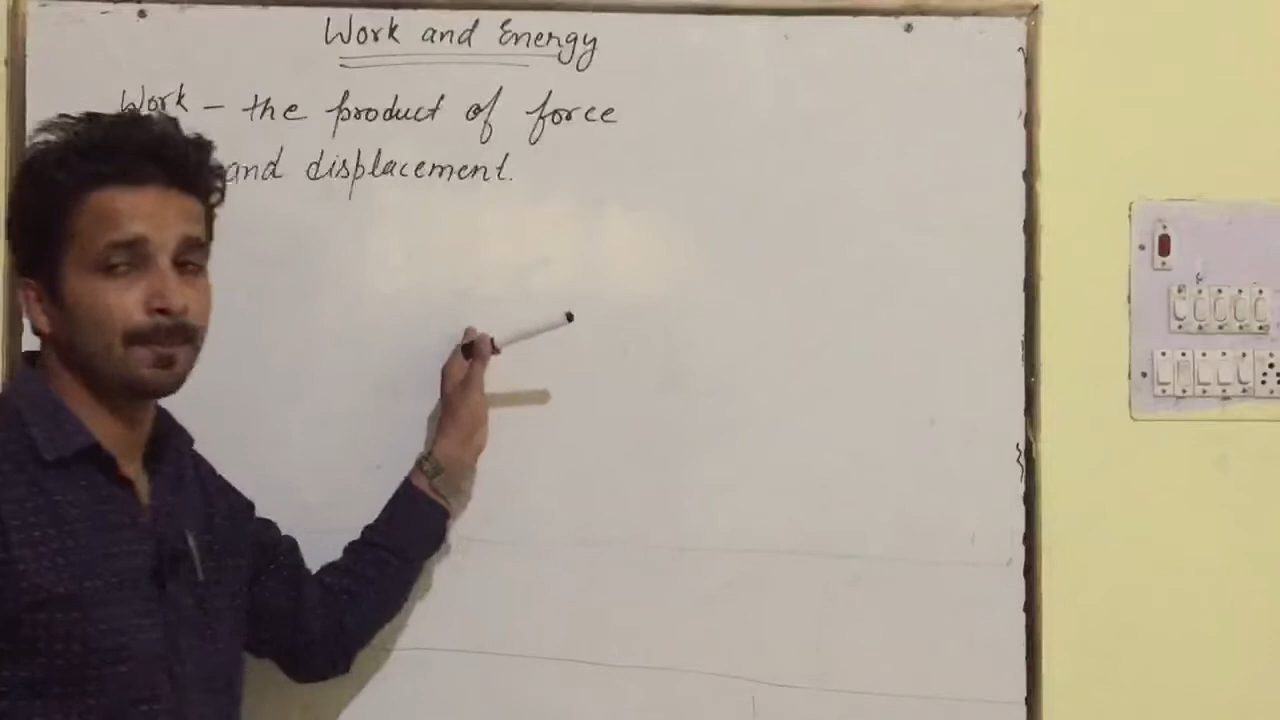 Work and Energy
Work – the product of force
and displacement.